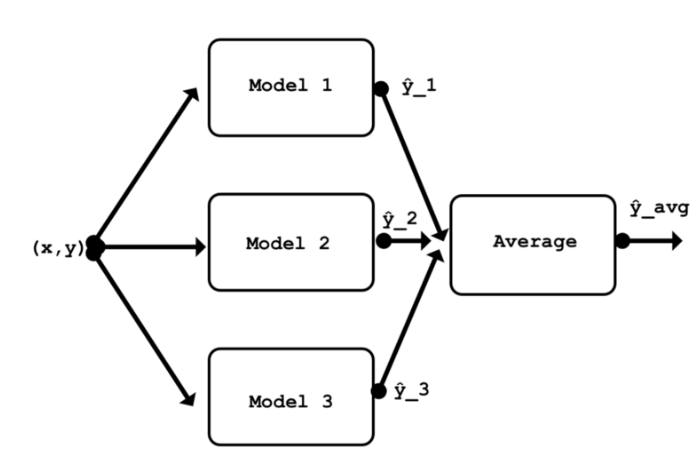 Model 1
ŷ_1
(x,y)
Model 2
ŷ_2
Average
ŷ_avg
Model 3
ŷ_3